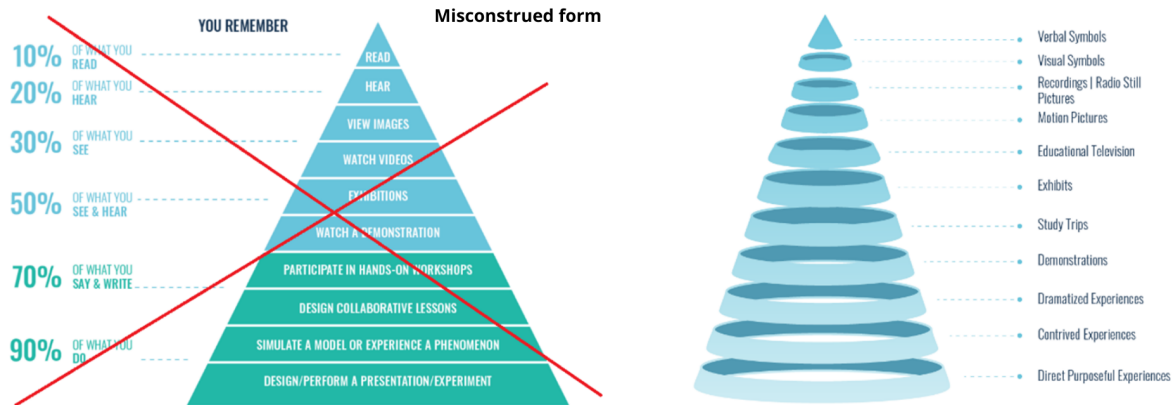 Misconstrued form
YOU REMEMBER
10%
OF WHAT YOU
READ
20%
OF WHAT YOU
HEAR
30%
OF WHAT YOU
SEE
50%
OF WHAT YOU
SEE & HEAR
70%
OF WHAT YOU
SAY & WRITE
90%
OF WHAT YOU
DO
READ
HEAR
VIEW IMAGES
WATCH VIDEOS
EXHIBITIONS
WATCH A DEMONSTRATION
PARTICIPATE IN HANDS-ON WORKSHOPS
DESIGN COLLABORATIVE LESSONS
SIMULATE A MODEL OR EXPERIENCE A PHENOMENON
DESIGN/PERFORM A PRESENTATION/EXPERIMENT
Verbal Symbols
Visual Symbols
Recordings | Radio Still
Pictures
Motion Pictures
Educational Television
Exhibits
Study Trips
Demonstrations
Dramatized Experiences
Contrived Experiences
Direct Purposeful Experiences